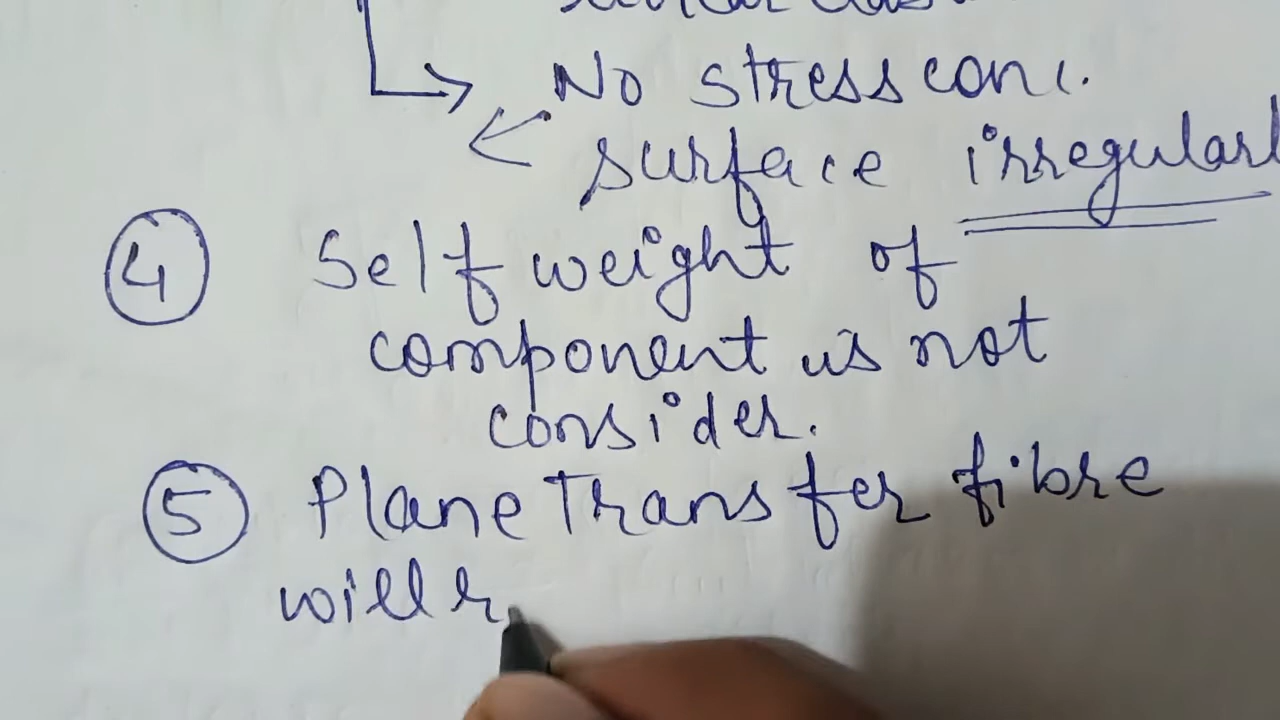 No stress conc.
surface irregular
4 Self weight of
component is not
consider.
5 Plane Transfer fibre
will r